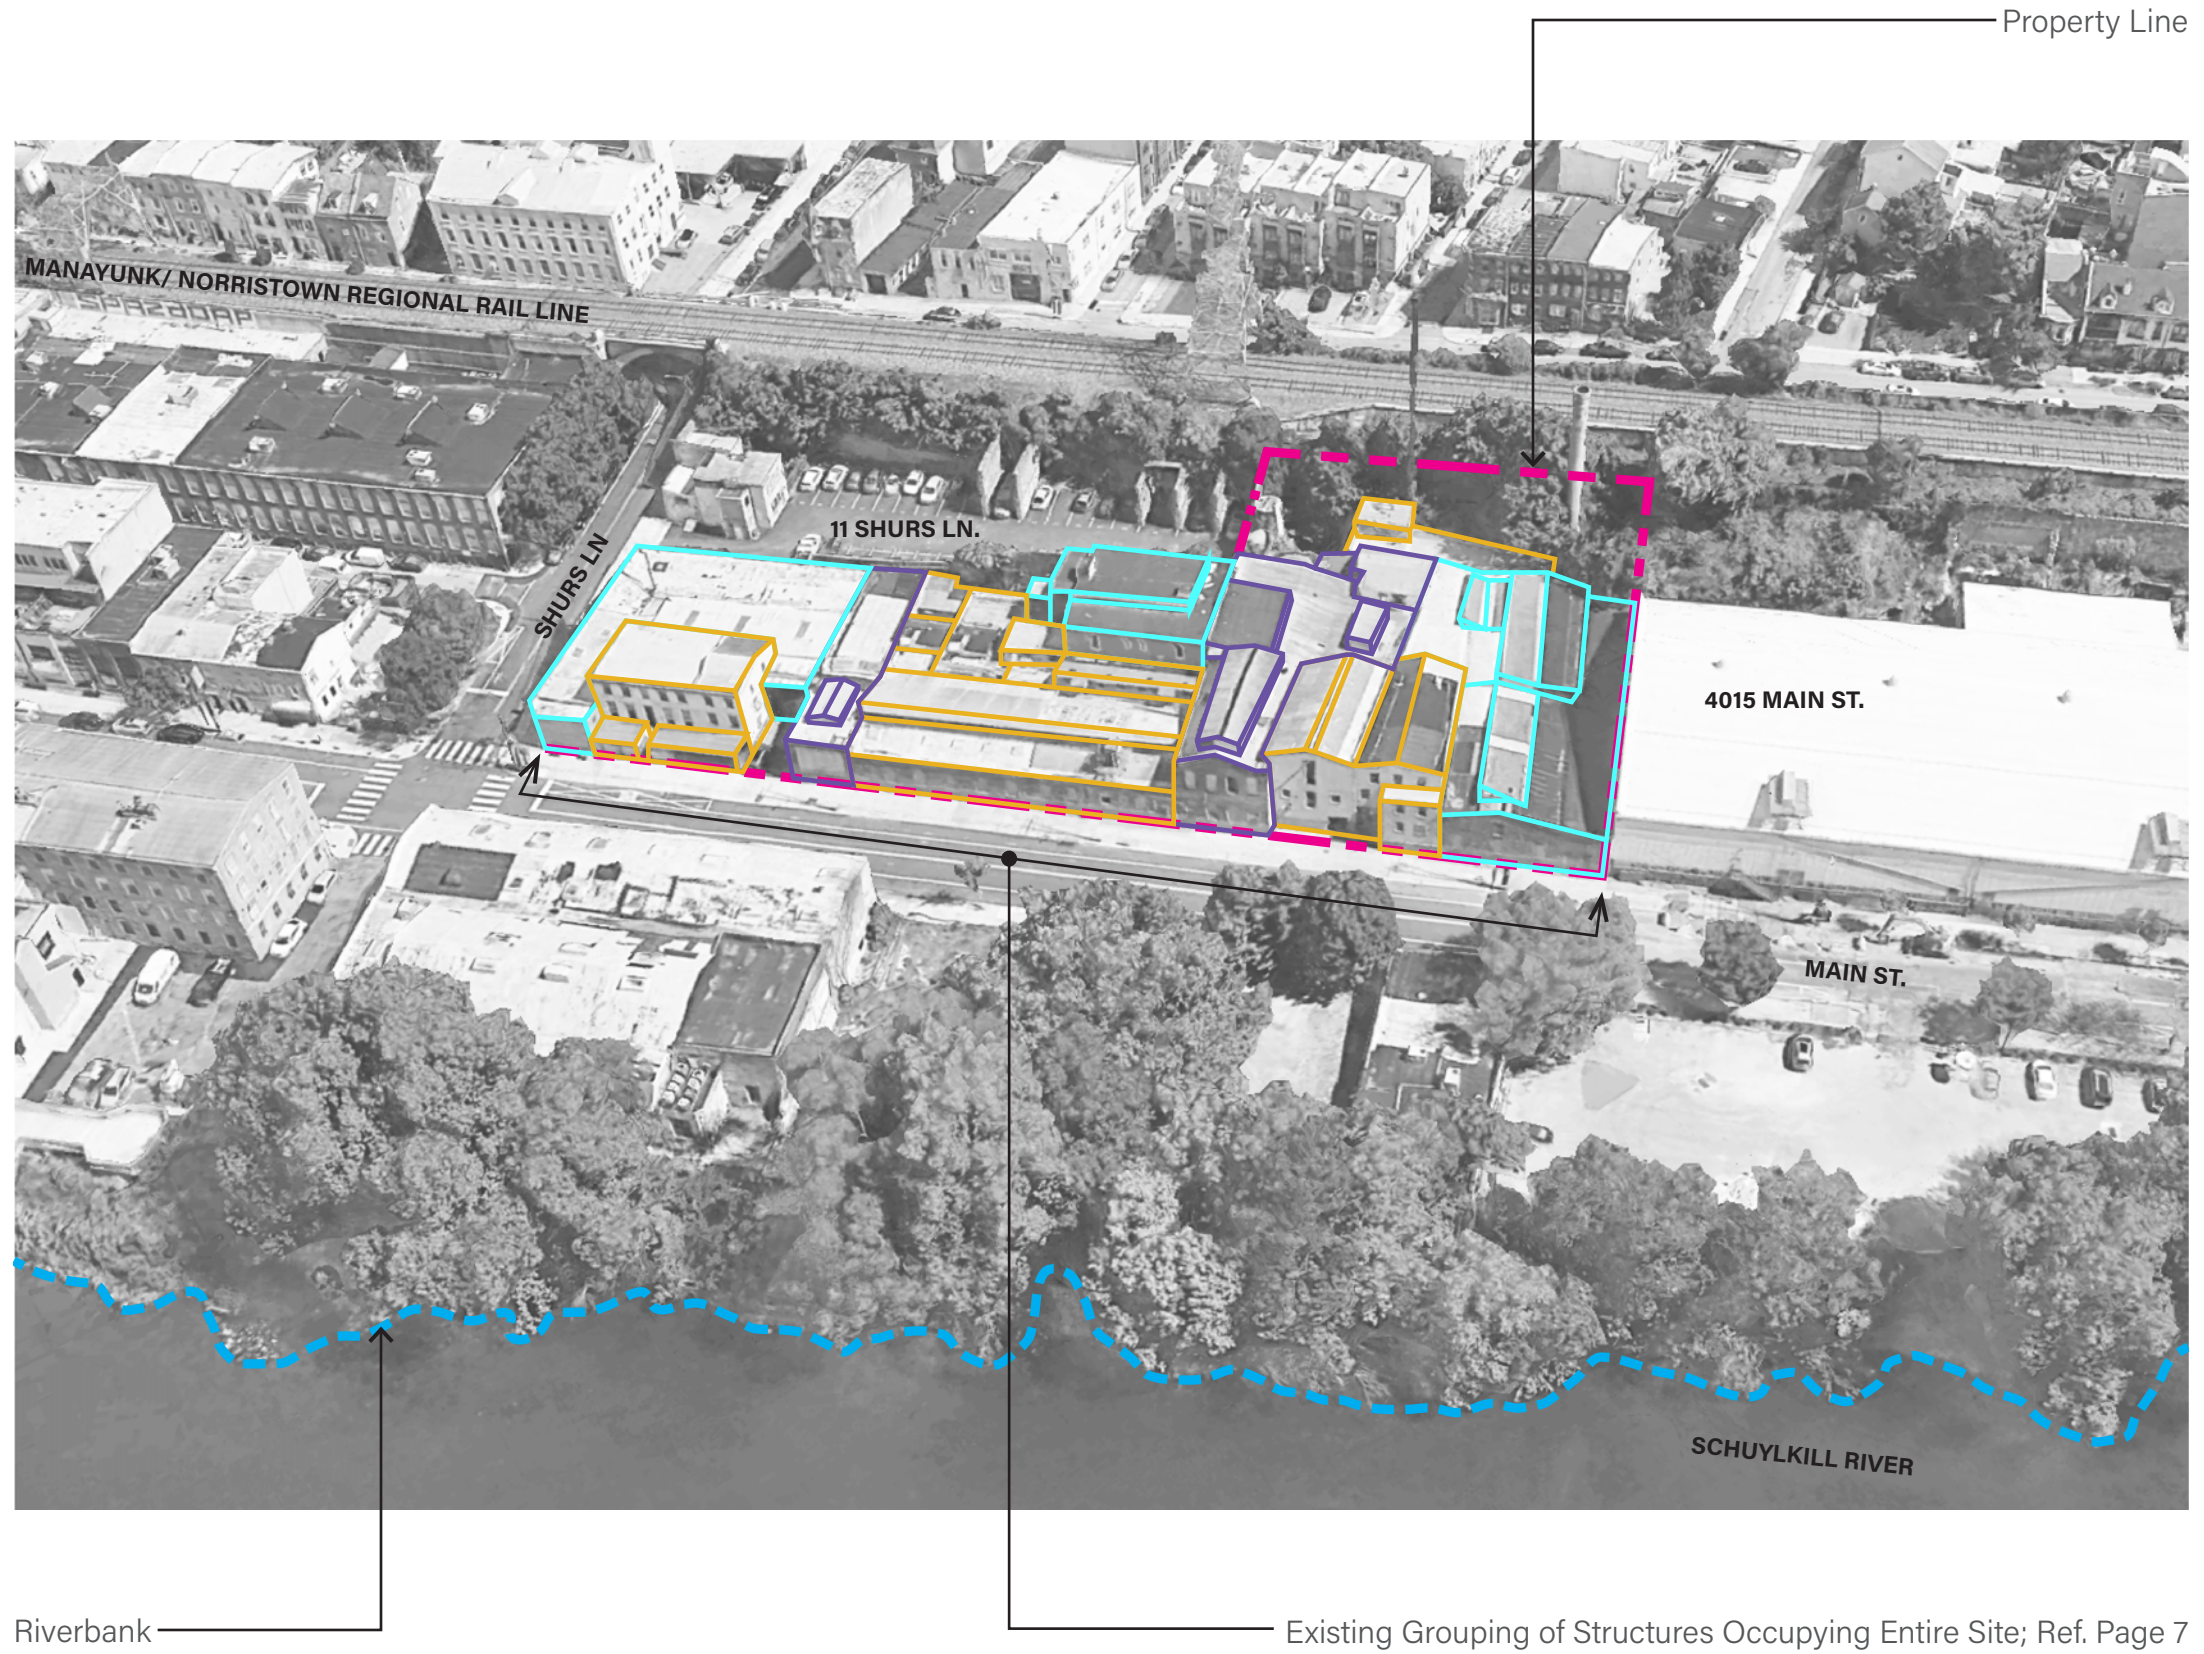 Property Line
MANAYUNK/ NORRISTOWN REGIONAL RAIL LINE
11 SHURS LN.
SHURS LN
4015 MAIN ST.
MAIN ST.
SCHUYLKILL RIVER
Riverbank
Existing Grouping of Structures Occupying Entire Site; Ref. Page 7